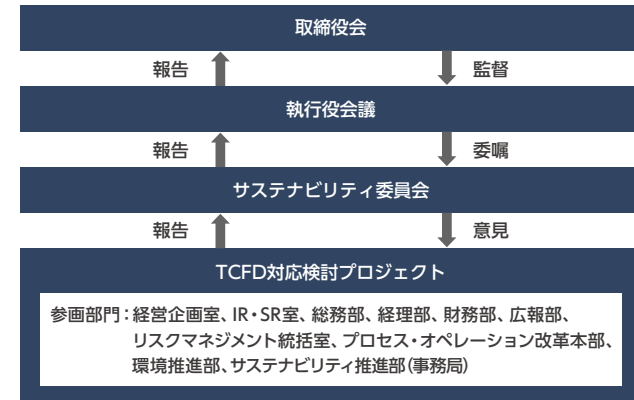 取締役会
報告
監督
執行役会議
報告
委嘱
サステナビリティ委員会
報告
意見
TCFD対応検討プロジェクト
参画部門：経営企画室、IR・SR室、総務部、経理部、財務部、広報部、
リスクマネジメント統括室、プロセス・オペレーション改革本部、
環境推進部、サステナビリティ推進部（事務局）